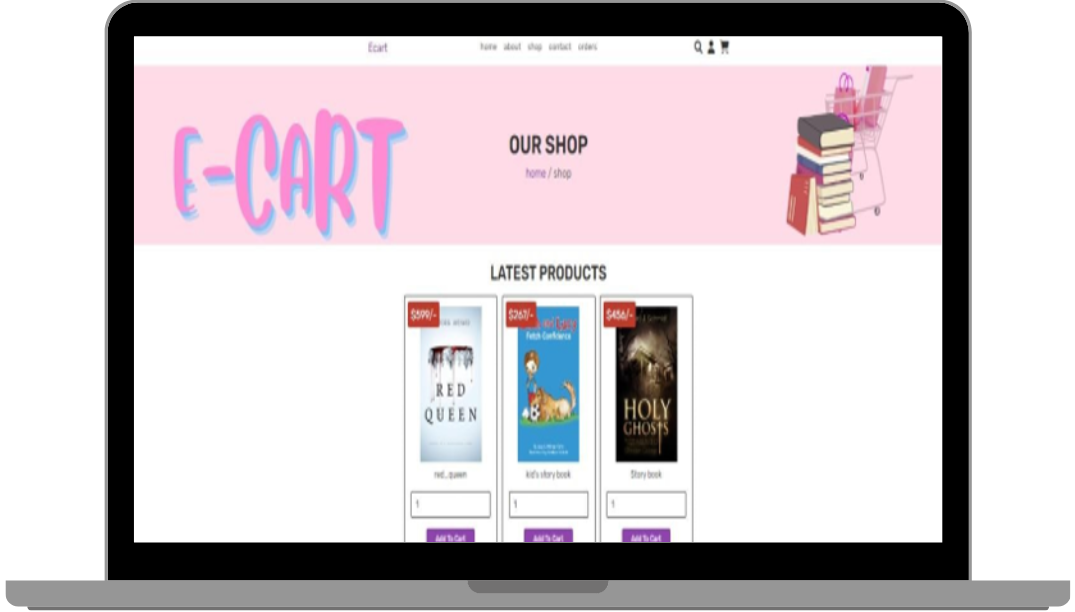 Ecart
home about shop contact orders
E-CART
OUR SHOP
home / shop
LATEST PRODUCTS
$599/-
RED
QUEEN
red_queen
1
Add To Cart
$267/-
Fetch Confidence
kid's story book
1
Add To Cart
$456/-
HOLY
GHOSTS
Story book
1
Add To Cart